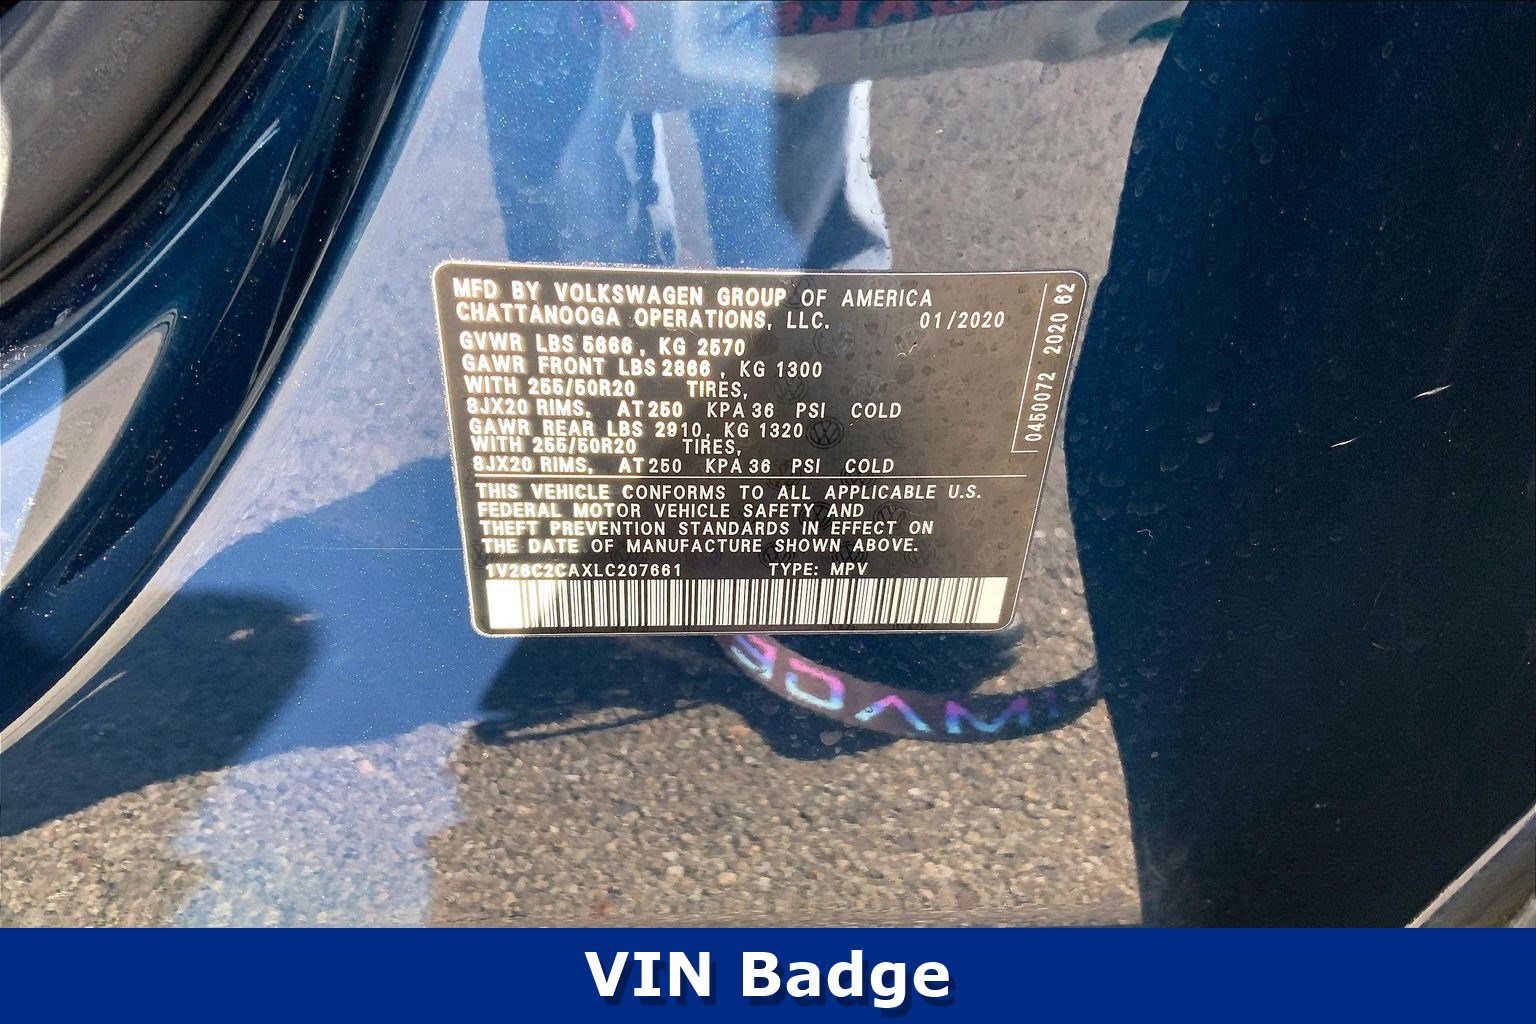 MFD BY VOLKSWAGEN GROUP OF AMERICA
CHATTANOOGA OPERATIONS, LLC. 01/2020
GVWR LBS 5666, KG 2570
GAWR FRONT LBS 2866, KG 1300
WITH 255/50R20 TIRES,
8JX20 RIMS, AT 250 KPA 36 PSI COLD
GAWR REAR LBS 2910, KG 1320
WITH 255/50R20 TIRES,
8JX20 RIMS, AT 250 KPA 36 PSI COLD
0450072 2020 62
THIS VEHICLE CONFORMS TO ALL APPLICABLE U.S.
FEDERAL MOTOR VEHICLE SAFETY AND
THEFT PREVENTION STANDARDS IN EFFECT ON
THE DATE OF MANUFACTURE SHOWN ABOVE.
1V26C2CAXLC207661 TYPE: MPV
VIN Badge